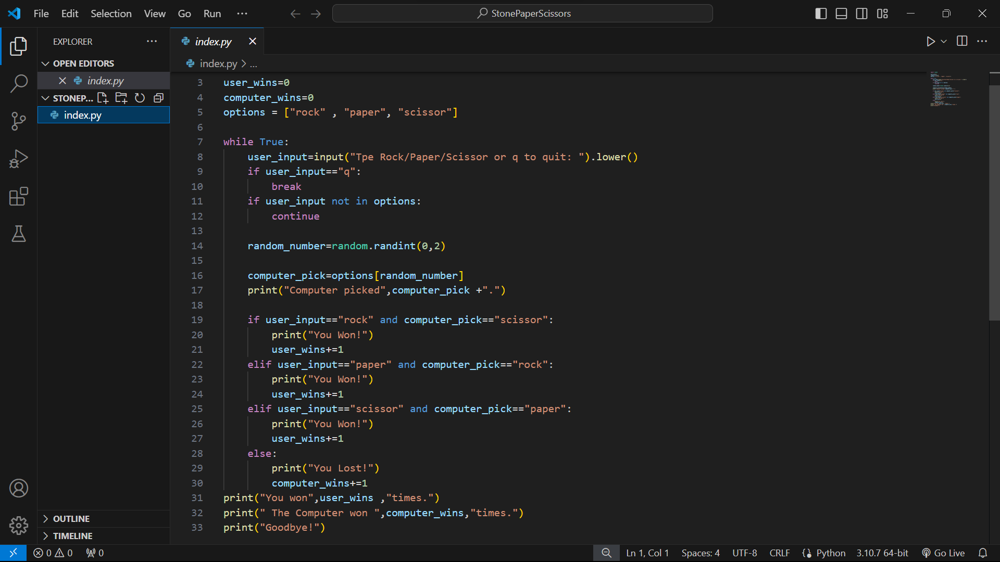 File Edit Selection View Go Run ··· StonePaperScissors
EXPLORER ···
index.py
OPEN EDITORS
index.py > ...
index.py
STONEP...
index.py
3 user_wins=0
4 computer_wins=0
5 options = ["rock" , "paper", "scissor"]
6
7 while True:
8 user_input=input("Tpe Rock/Paper/Scissor or q to quit: ").lower()
9 if user_input=="q":
10 break
11 if user_input not in options:
12 continue
13
14 random_number=random.randint(0,2)
15
16 computer_pick=options[random_number]
17 print("Computer picked",computer_pick +".")
18
19 if user_input=="rock" and computer_pick=="scissor":
20 print("You Won!")
21 user_wins+=1
22 elif user_input=="paper" and computer_pick=="rock":
23 print("You Won!")
24 user_wins+=1
25 elif user_input=="scissor" and computer_pick=="paper":
26 print("You Won!")
27 user_wins+=1
28 else:
29 print("You Lost!")
30 computer_wins+=1
31 print("You won",user_wins ,"times.")
32 print(" The Computer won ",computer_wins,"times.")
33 print("Goodbye!")
OUTLINE
TIMELINE
0 0 0 Ln 1, Col 1 Spaces: 4 UTF-8 CRLF {} Python 3.10.7 64-bit Go Live